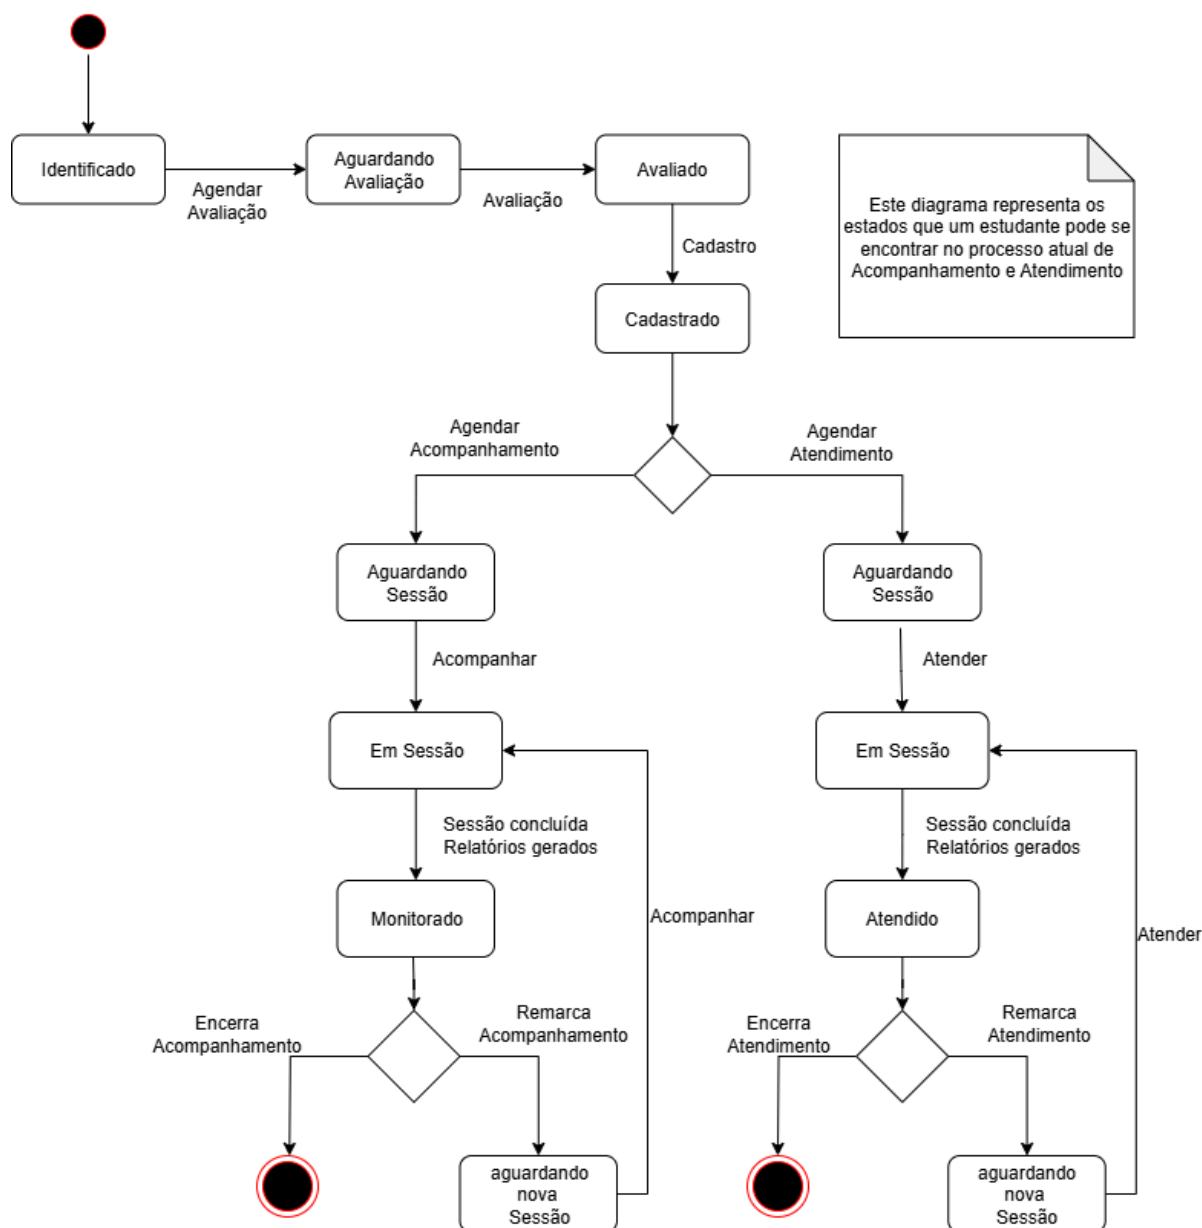 Identificado
Agendar
Avaliação
Aguardando
Avaliação
Avaliação
Avaliado
Este diagrama representa os
estados que um estudante pode se
encontrar no processo atual de
Acompanhamento e Atendimento
Cadastro
Cadastrado
Agendar
Acompanhamento
Agendar
Atendimento
Aguardando
Sessão
Aguardando
Sessão
Acompanhar
Atender
Em Sessão
Em Sessão
Sessão concluída
Relatórios gerados
Sessão concluída
Relatórios gerados
Monitorado
Acompanhar
Atendido
Atender
Encerra
Acompanhamento
Remarca
Acompanhamento
Encerra
Atendimento
Remarca
Atendimento
aguardando
nova
Sessão
aguardando
nova
Sessão